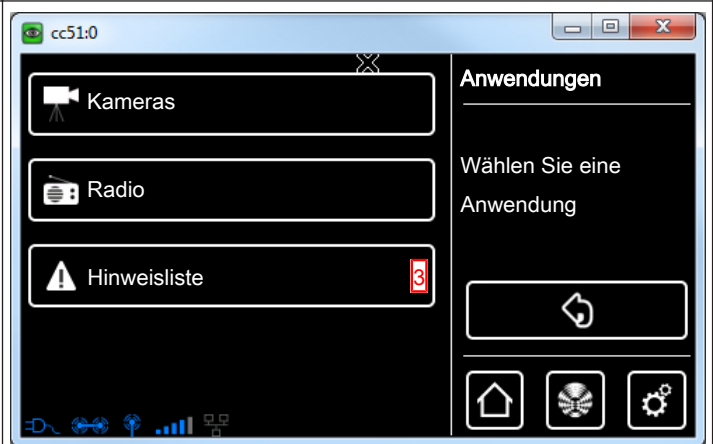 cc51:0
Kameras
Radio
Hinweisliste 3
Anwendungen
Wählen Sie eine
Anwendung